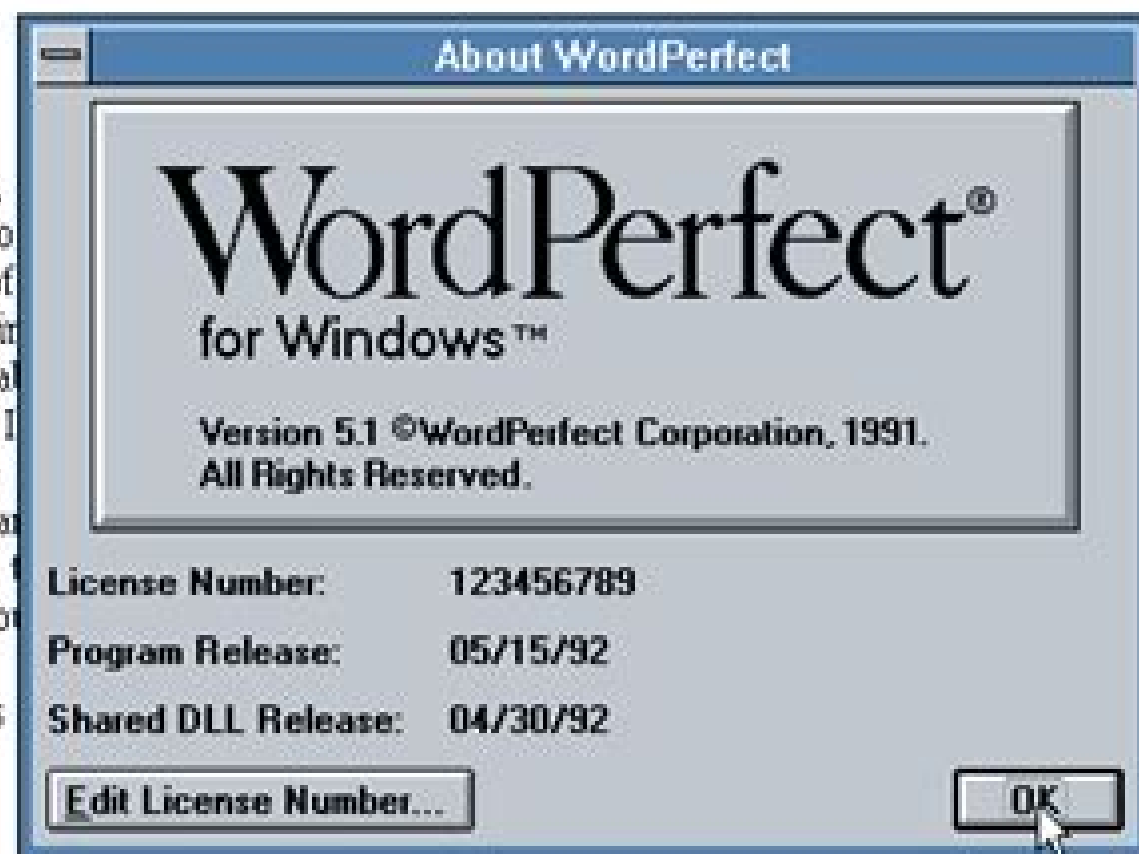 About WordPerfect
WordPerfect®
for Windows™
Version 5.1 ©WordPerfect Corporation, 1991.
All Rights Reserved.
License Number: 123456789
Program Release: 05/15/92
Shared DLL Release: 04/30/92
Edit License Number... OK